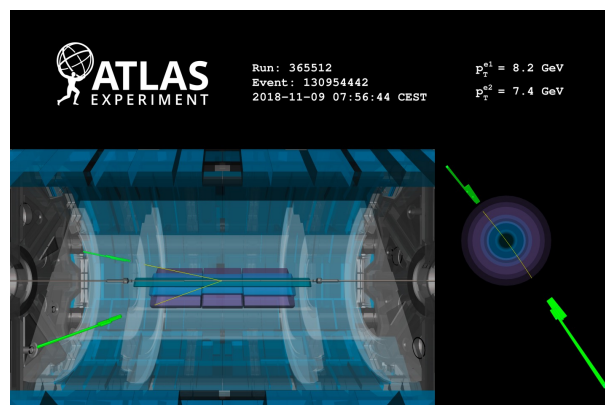 ATLAS
EXPERIMENT
Run: 365512
Event: 130954442
2018-11-09 07:56:44 CEST
p_T^e1 = 8.2 GeV
p_T^e2 = 7.4 GeV